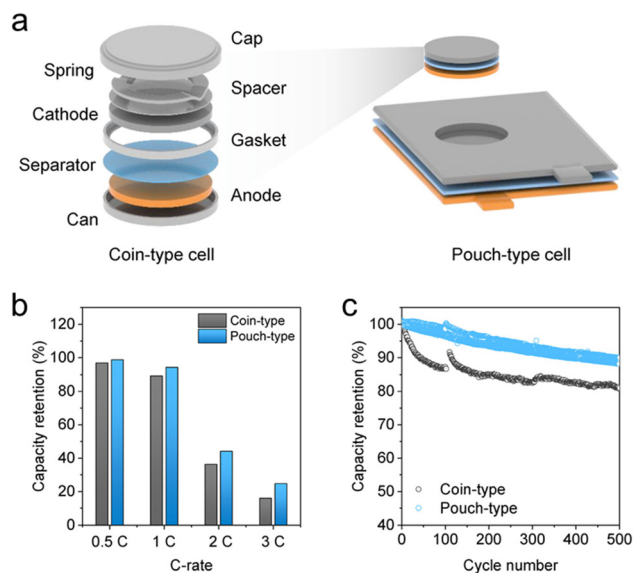 a
Cap
Spring
Spacer
Cathode
Gasket
Separator
Anode
Can
Coin-type cell
Pouch-type cell
b
Capacity retention (%)
120
100
80
60
40
20
0
Coin-type
Pouch-type
0.5 C 1 C 2 C 3 C
C-rate
c
Capacity retention (%)
100
90
80
70
60
50
40
Coin-type
Pouch-type
0 100 200 300 400 500
Cycle number